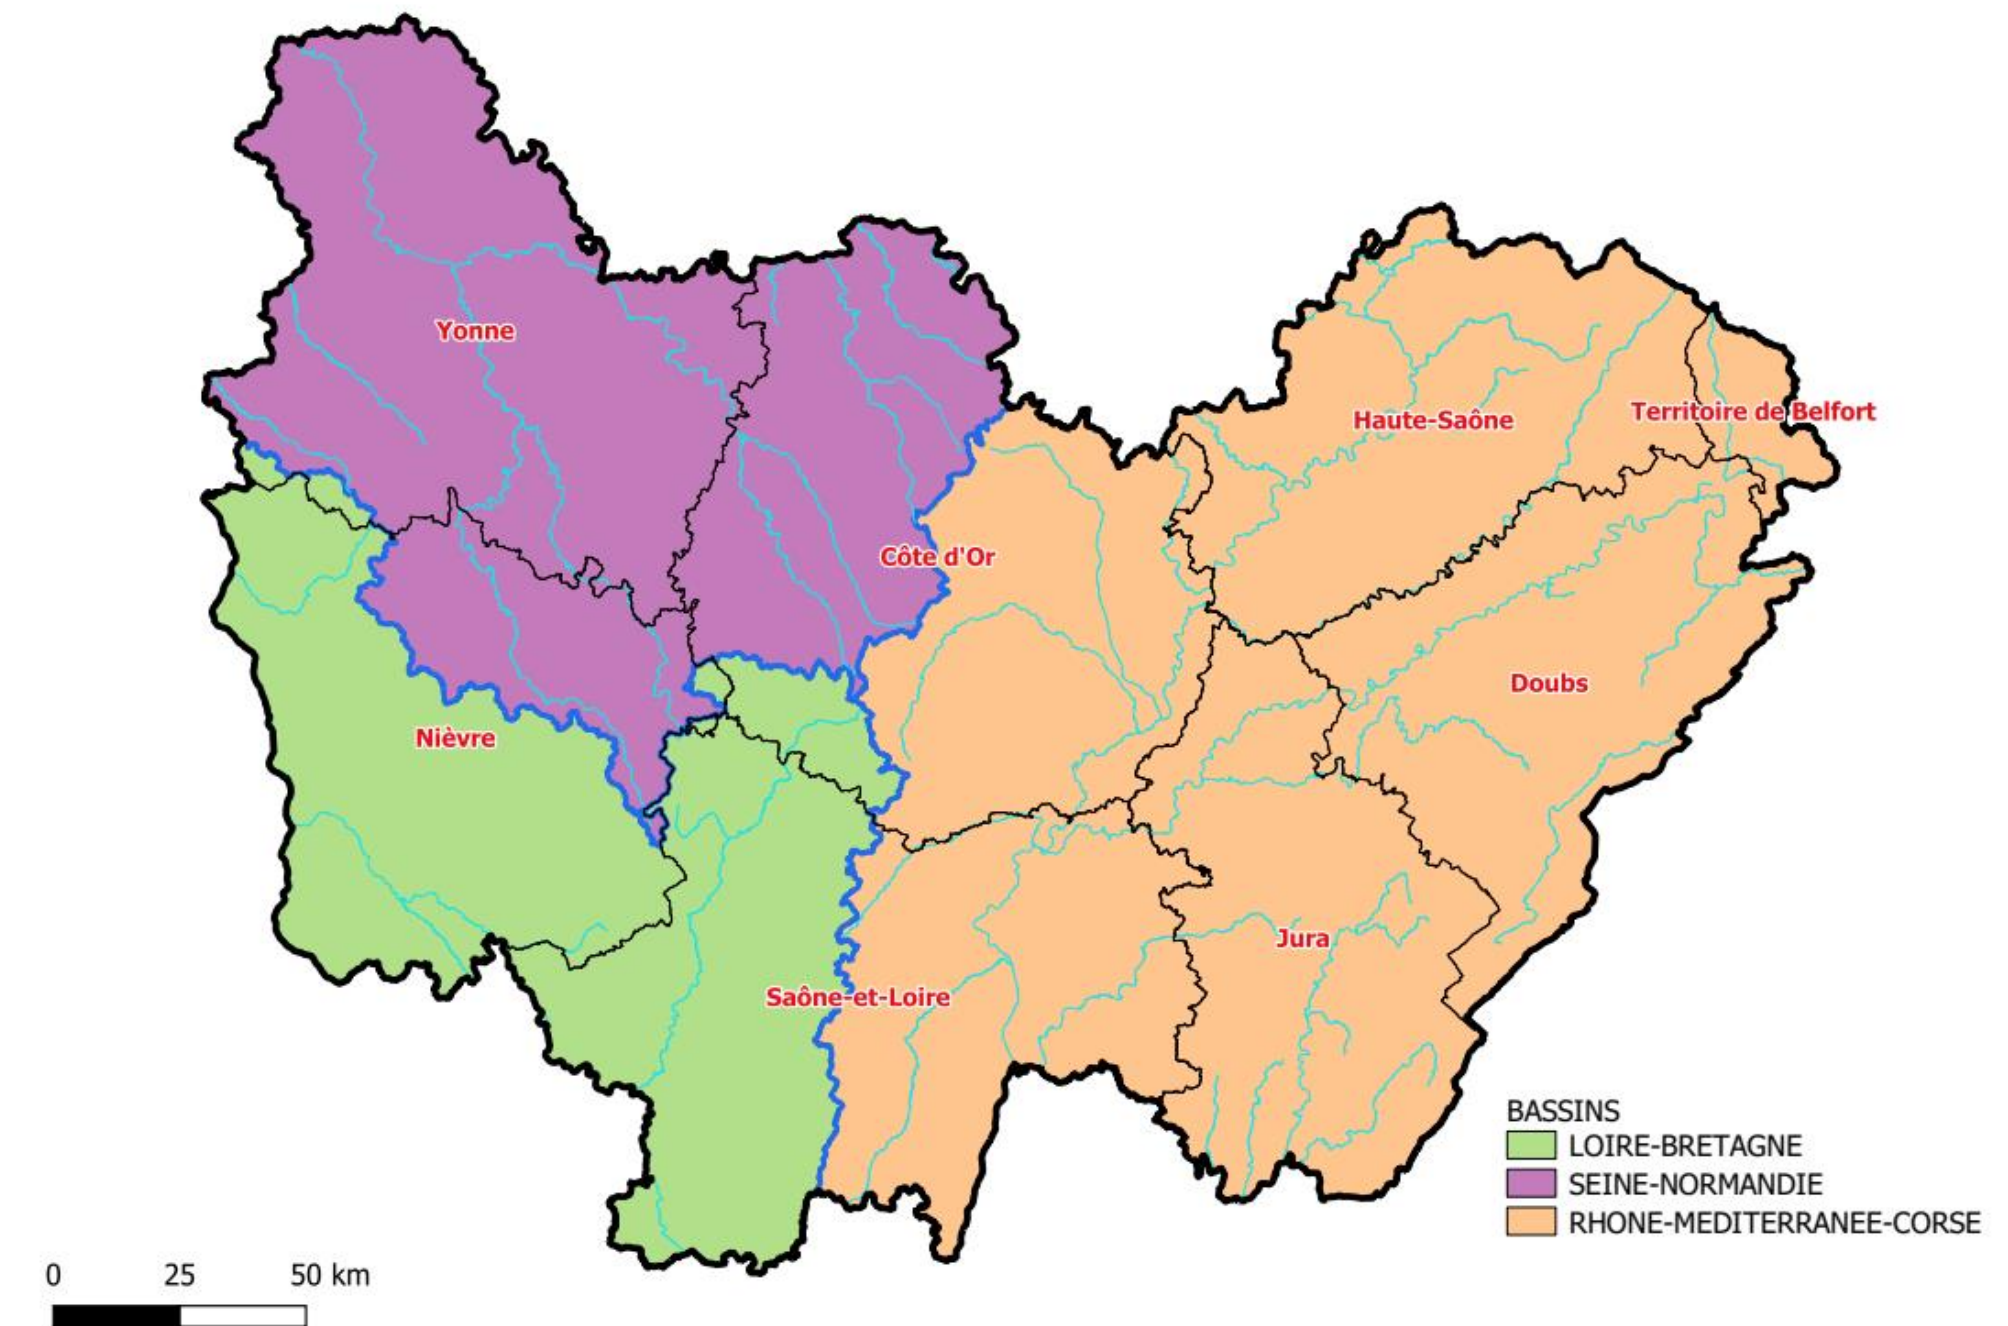 Yonne
Haute-Saône
Territoire de Belfort
Côte d'Or
Doubs
Nièvre
Jura
Saône-et-Loire
BASSINS
LOIRE-BRETAGNE
SEINE-NORMANDIE
RHONE-MEDITERRANEE-CORSE
0 25 50 km